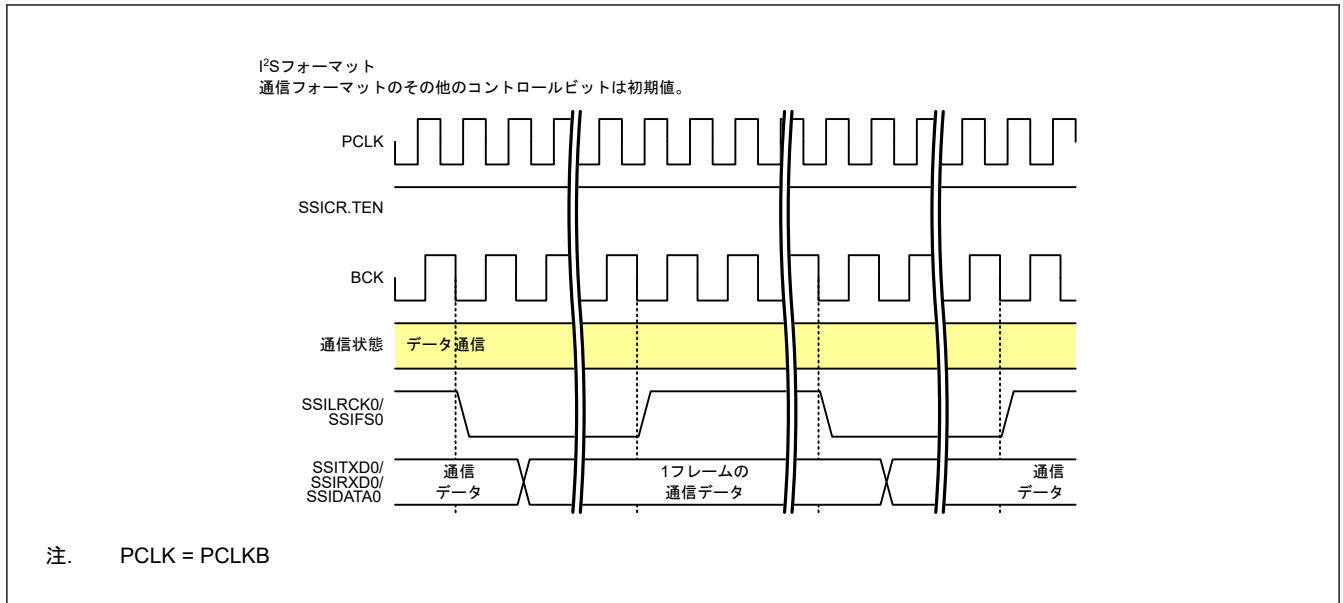 I²Sフォーマット
通信フォーマットのその他のコントロールビットは初期値。
PCLK
SSICR.TEN
BCK
通信状態
データ通信
SSILRCK0/
SSIFS0
SSITXD0/
SSIRXD0/
SSIDATA0
通信
データ
1フレームの
通信データ
通信
データ
注. PCLK = PCLKB